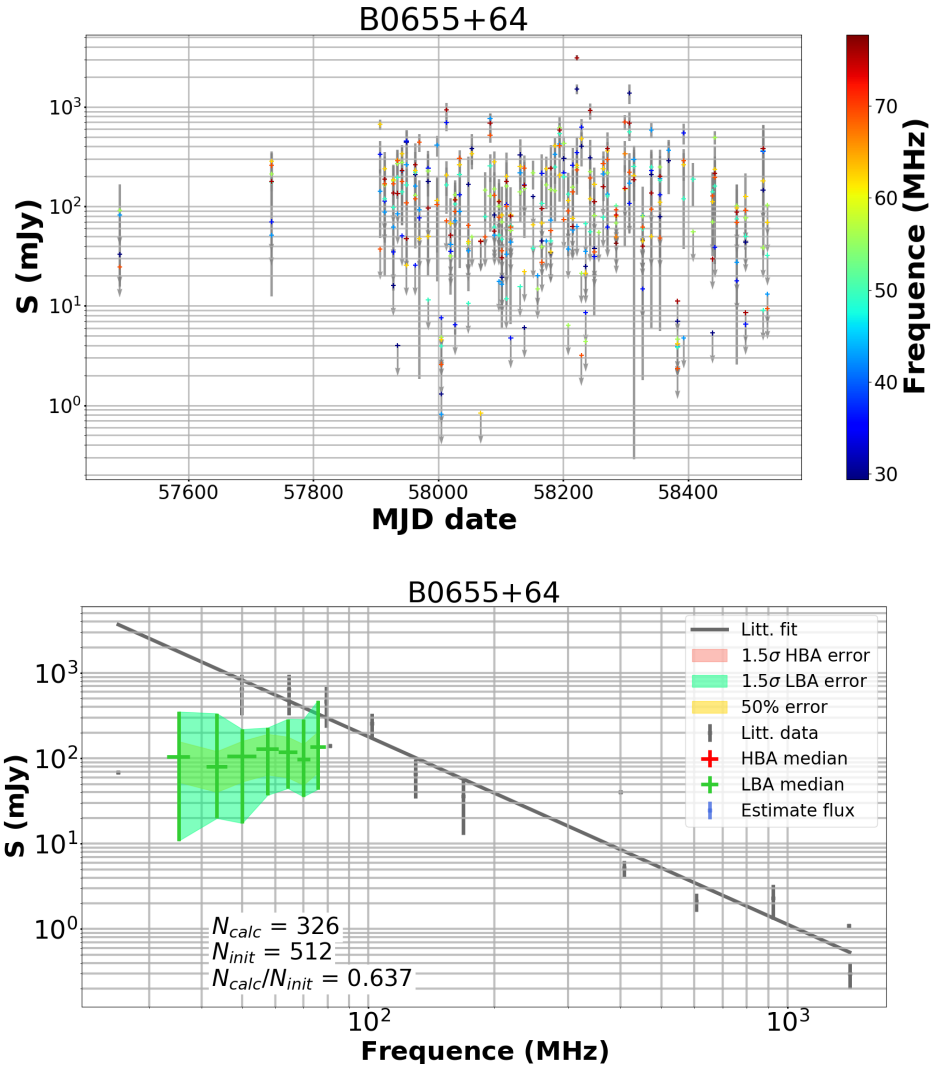 B0655+64
10³
10²
10¹
10⁰
S (mJy)
57600 57800 58000 58200 58400
MJD date
70
60
50
40
30
Frequence (MHz)
B0655+64
10³
10²
10¹
10⁰
S (mJy)
Litt. fit
1.5σ HBA error
1.5σ LBA error
50% error
Litt. data
HBA median
LBA median
Estimate flux
N_calc = 326
N_init = 512
N_calc/N_init = 0.637
10² 10³
Frequence (MHz)